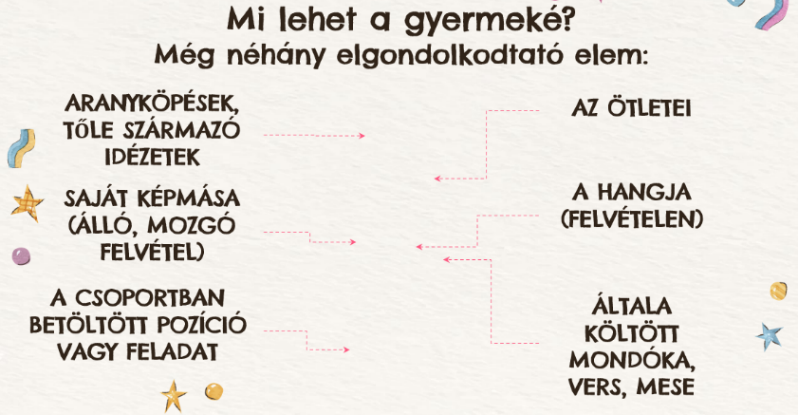 Mi lehet a gyermeké?
Még néhány elgondolkodtató elem:
ARANYKÖPÉSEK,
TŐLE SZÁRMAZÓ
IDÉZETEK
SAJÁT KÉPMÁSA
(ÁLLÓ, MOZGÓ
FELVÉTEL)
A CSOPORTBAN
BETÖLTÖTT POZÍCIÓ
VAGY FELADAT
AZ ÖTLETEI
A HANGJA
(FELVÉTELEN)
ÁLTALA
KÖLTÖTT
MONDÓKA,
VERS, MESE